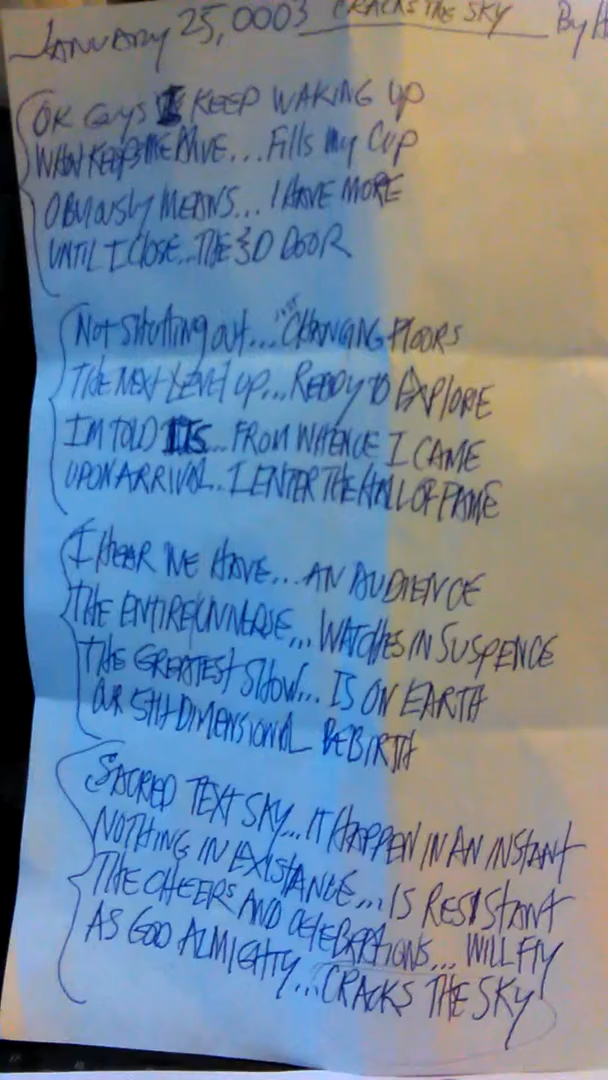 JANUARY 25, 0003 CRACKS THE SKY By
OK Guys I KEEP WAKING UP
WHAT KEEPS ME ALIVE... Fills My Cup
OBVIOUSLY MEANS... I HAVE MORE
UNTIL I CLOSE...THE 3D DOOR
Not Shutting out... just CHANGING FLOORS
THE NEXT LEVEL UP... READY TO EXPLORE
IM TOLD ITS... FROM WHENCE I CAME
UPON ARRIVAL... I ENTER THE HALL OF FAME
I HEAR WE HAVE... AN AUDIENCE
THE ENTIRE UNIVERSE... WATCHES IN SUSPENCE
THE GREATEST SHOW... IS ON EARTH
OUR 5TH DIMENSIONAL REBIRTH
SACRED TEXT SAY... IT HAPPEN IN AN INSTANT
NOTHING IN EXISTANCE... IS RESISTANT
THE CHEERS AND CELEBRATIONS... WILL FLY
AS GOD ALMIGHTY... CRACKS THE SKY!